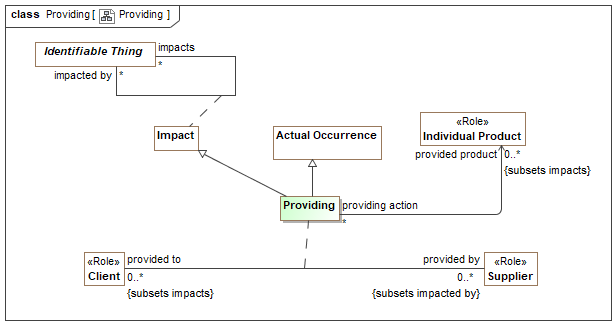 class Providing [ Providing ]
Identifiable Thing
impacts
*
impacted by
*
Impact
Actual Occurrence
«Role»
Individual Product
provided product
0..*
{subsets impacts}
Providing
providing action
*
«Role»
Client
provided to
0..*
{subsets impacts}
provided by
0..*
{subsets impacted by}
«Role»
Supplier